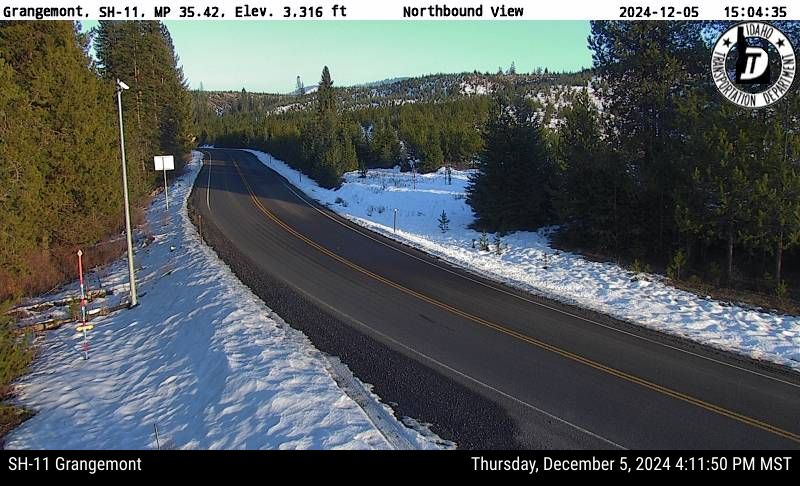 Grangemont, SH-11, MP 35.42, Elev. 3,316 ft Northbound View 2024-12-05 15:04:35
IDAHO TRANSPORTATION DEPARTMENT
SH-11 Grangemont Thursday, December 5, 2024 4:11:50 PM MST